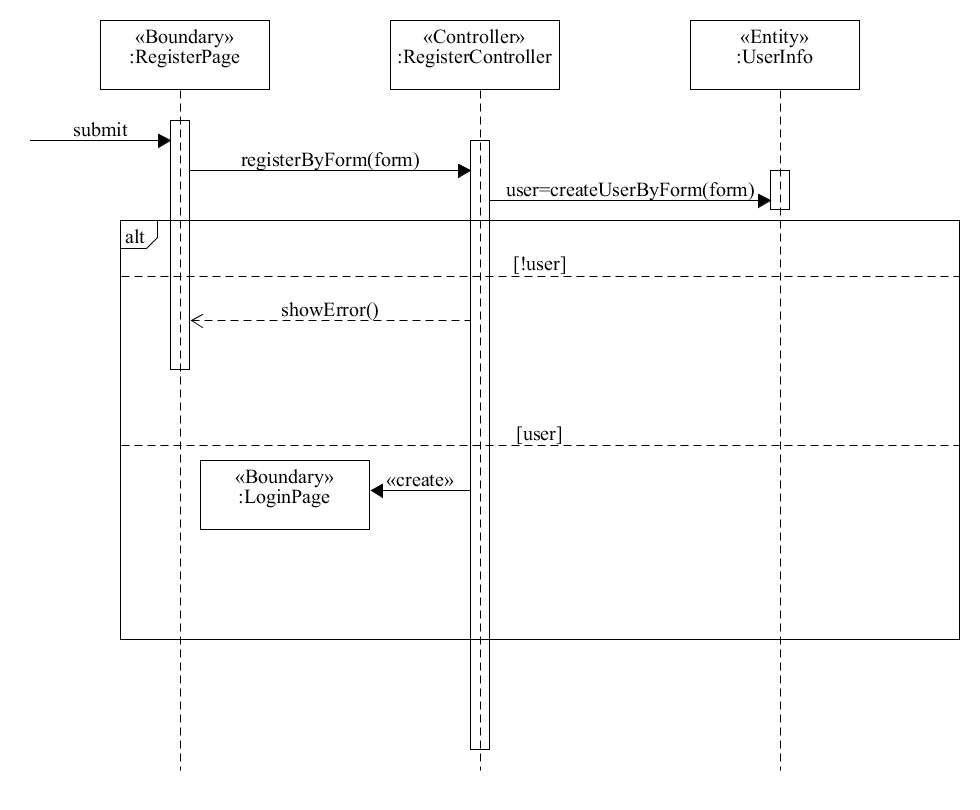 «Boundary»
:RegisterPage
«Controller»
:RegisterController
«Entity»
:UserInfo
submit
registerByForm(form)
user=createUserByForm(form)
alt
[!user]
showError()
[user]
«Boundary»
:LoginPage
«create»